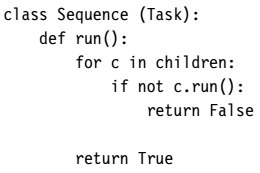 class Sequence (Task):
    def run():
        for c in children:
            if not c.run():
                return False

        return True